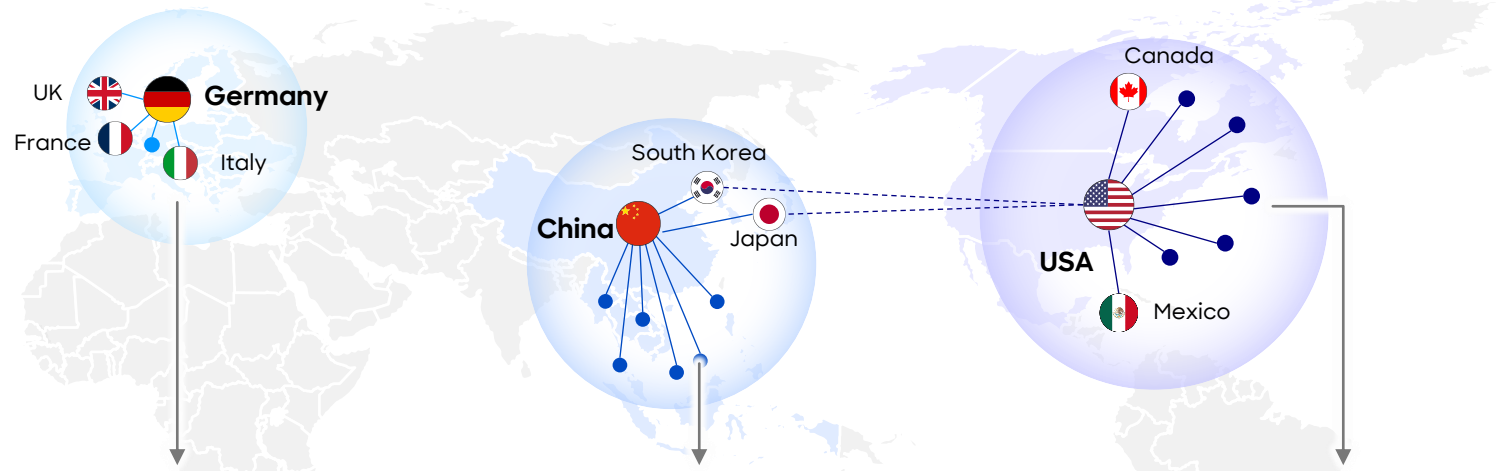 UK
Germany
France
Italy
South Korea
China
Japan
Canada
USA
Mexico